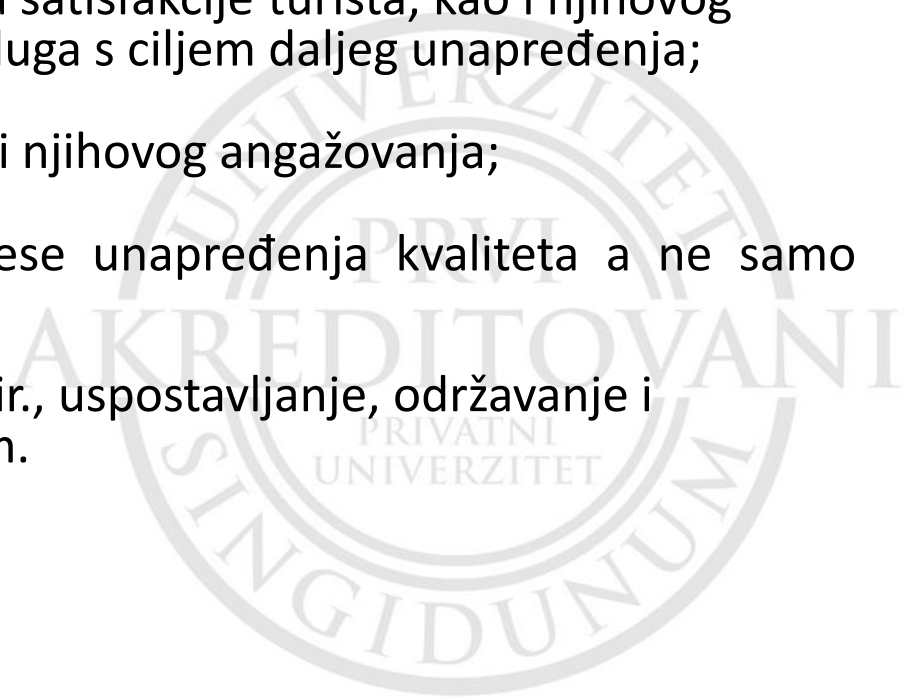 satisfakcije turista, kao i njihovog
luga s ciljem daljeg unapređenja;
i njihovog angažovanja;
ese unapređenja kvaliteta a ne samo
ir., uspostavljanje, održavanje i
m.
UNIVERZITET
PRVI
AKREDITOVANI
PRIVATNI
UNIVERZITET
SINGIDUNUM